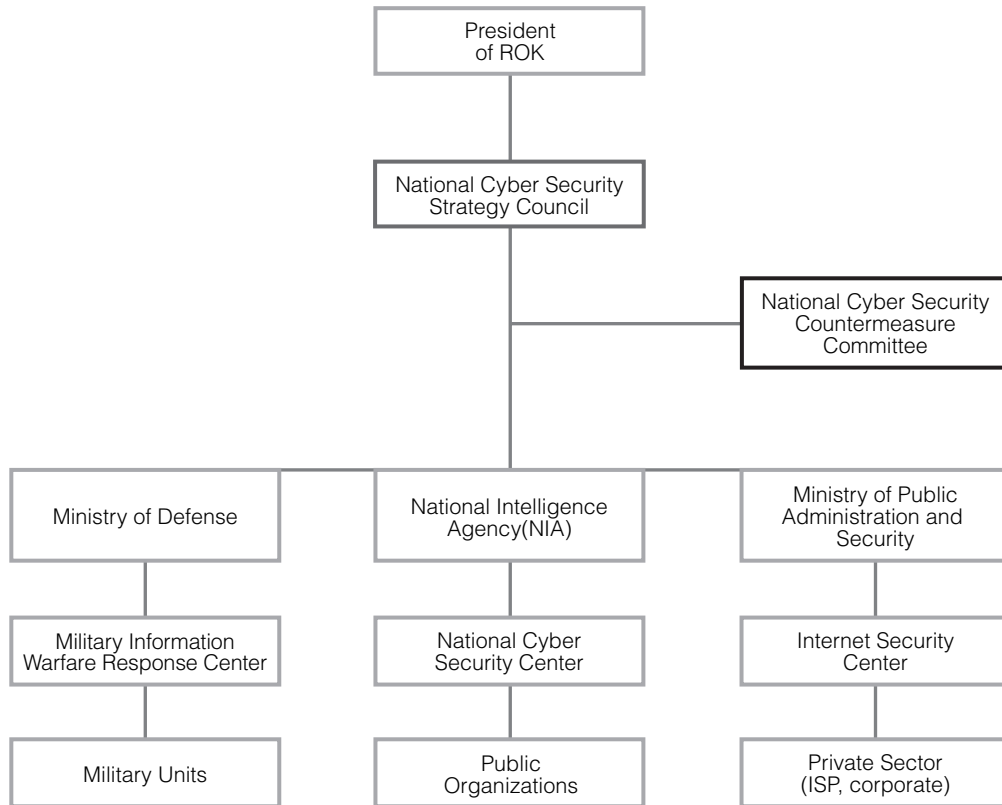 President
of ROK
National Cyber Security
Strategy Council
National Cyber Security
Countermeasure
Committee
Ministry of Defense
National Intelligence
Agency(NIA)
Ministry of Public
Administration and
Security
Military Information
Warfare Response Center
National Cyber
Security Center
Internet Security
Center
Military Units
Public
Organizations
Private Sector
(ISP, corporate)